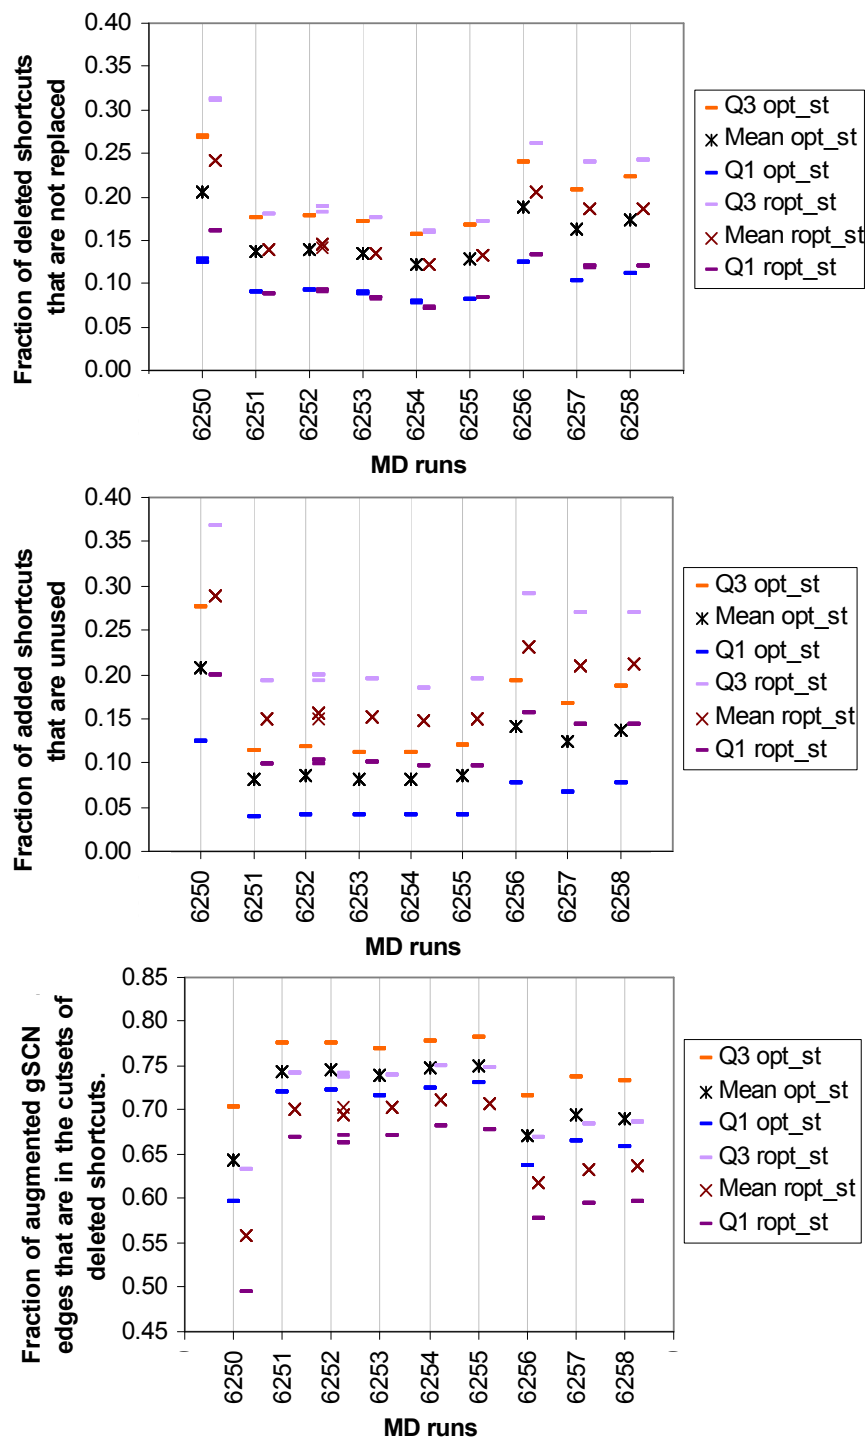 Fraction of deleted shortcuts
that are not replaced
0.40
0.35
0.30
0.25
0.20
0.15
0.10
0.05
0.00
6250
6251
6252
6253
6254
6255
6256
6257
6258
MD runs
Q3 opt_st
Mean opt_st
Q1 opt_st
Q3 ropt_st
Mean ropt_st
Q1 ropt_st
Fraction of added shortcuts
that are unused
0.40
0.35
0.30
0.25
0.20
0.15
0.10
0.05
0.00
6250
6251
6252
6253
6254
6255
6256
6257
6258
MD runs
Q3 opt_st
Mean opt_st
Q1 opt_st
Q3 ropt_st
Mean ropt_st
Q1 ropt_st
Fraction of augmented gSCN
edges that are in the cutsets of
deleted shortcuts.
0.85
0.80
0.75
0.70
0.65
0.60
0.55
0.50
0.45
6250
6251
6252
6253
6254
6255
6256
6257
6258
MD runs
Q3 opt_st
Mean opt_st
Q1 opt_st
Q3 ropt_st
Mean ropt_st
Q1 ropt_st